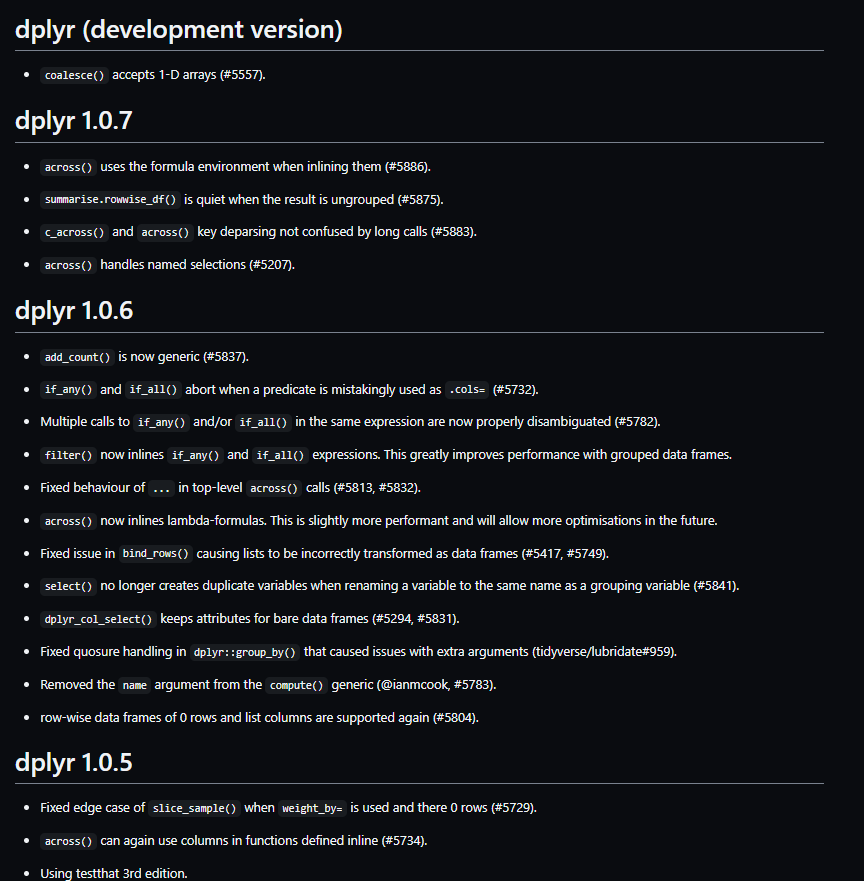 dplyr (development version)
• coalesce() accepts 1-D arrays (#5557).
dplyr 1.0.7
• across() uses the formula environment when inlining them (#5886).
• summarise.rowwise_df() is quiet when the result is ungrouped (#5875).
• c_across() and across() key deparsing not confused by long calls (#5883).
• across() handles named selections (#5207).
dplyr 1.0.6
• add_count() is now generic (#5837).
• if_any() and if_all() abort when a predicate is mistakingly used as .cols= (#5732).
• Multiple calls to if_any() and/or if_all() in the same expression are now properly disambiguated (#5782).
• filter() now inlines if_any() and if_all() expressions. This greatly improves performance with grouped data frames.
• Fixed behaviour of ... in top-level across() calls (#5813, #5832).
• across() now inlines lambda-formulas. This is slightly more performant and will allow more optimisations in the future.
• Fixed issue in bind_rows() causing lists to be incorrectly transformed as data frames (#5417, #5749).
• select() no longer creates duplicate variables when renaming a variable to the same name as a grouping variable (#5841).
• dplyr_col_select() keeps attributes for bare data frames (#5294, #5831).
• Fixed quosure handling in dplyr::group_by() that caused issues with extra arguments (tidyverse/lubridate#959).
• Removed the name argument from the compute() generic (@ianmcook, #5783).
• row-wise data frames of 0 rows and list columns are supported again (#5804).
dplyr 1.0.5
• Fixed edge case of slice_sample() when weight_by= is used and there 0 rows (#5729).
• across() can again use columns in functions defined inline (#5734).
• Using testthat 3rd edition.